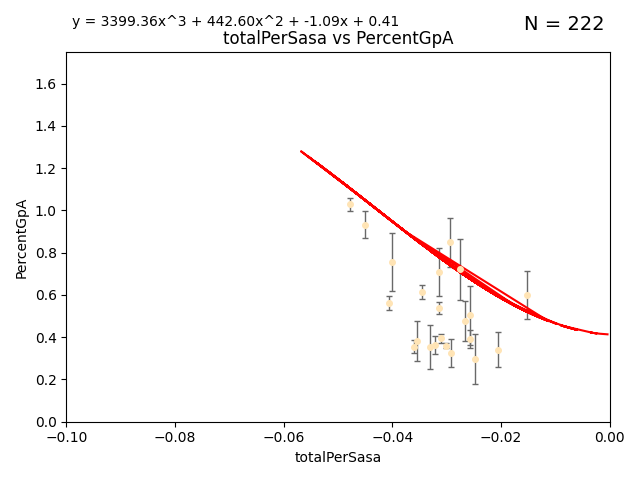 y = 3399.36x^3 + 442.60x^2 + -1.09x + 0.41
N = 222
totalPerSasa vs PercentGpA
1.6
1.4
1.2
1.0
0.8
0.6
0.4
0.2
0.0
PercentGpA
−0.10 −0.08 −0.06 −0.04 −0.02 0.00
totalPerSasa